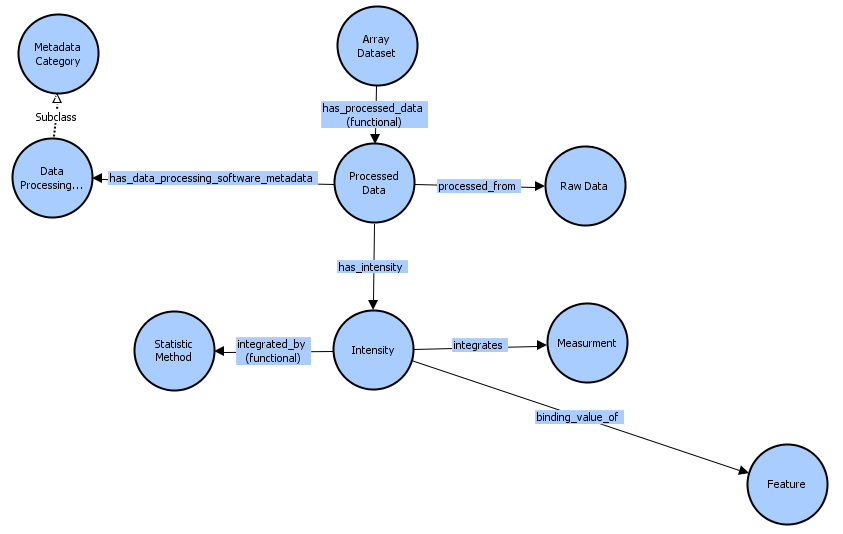 Metadata
Category
Array
Dataset
has_processed_data
(functional)
Subclass
Data
Processing...
has_data_processing_software_metadata
Processed
Data
processed_from
Raw Data
has_intensity
Statistic
Method
integrated_by
(functional)
Intensity
integrates
Measurment
binding_value_of
Feature